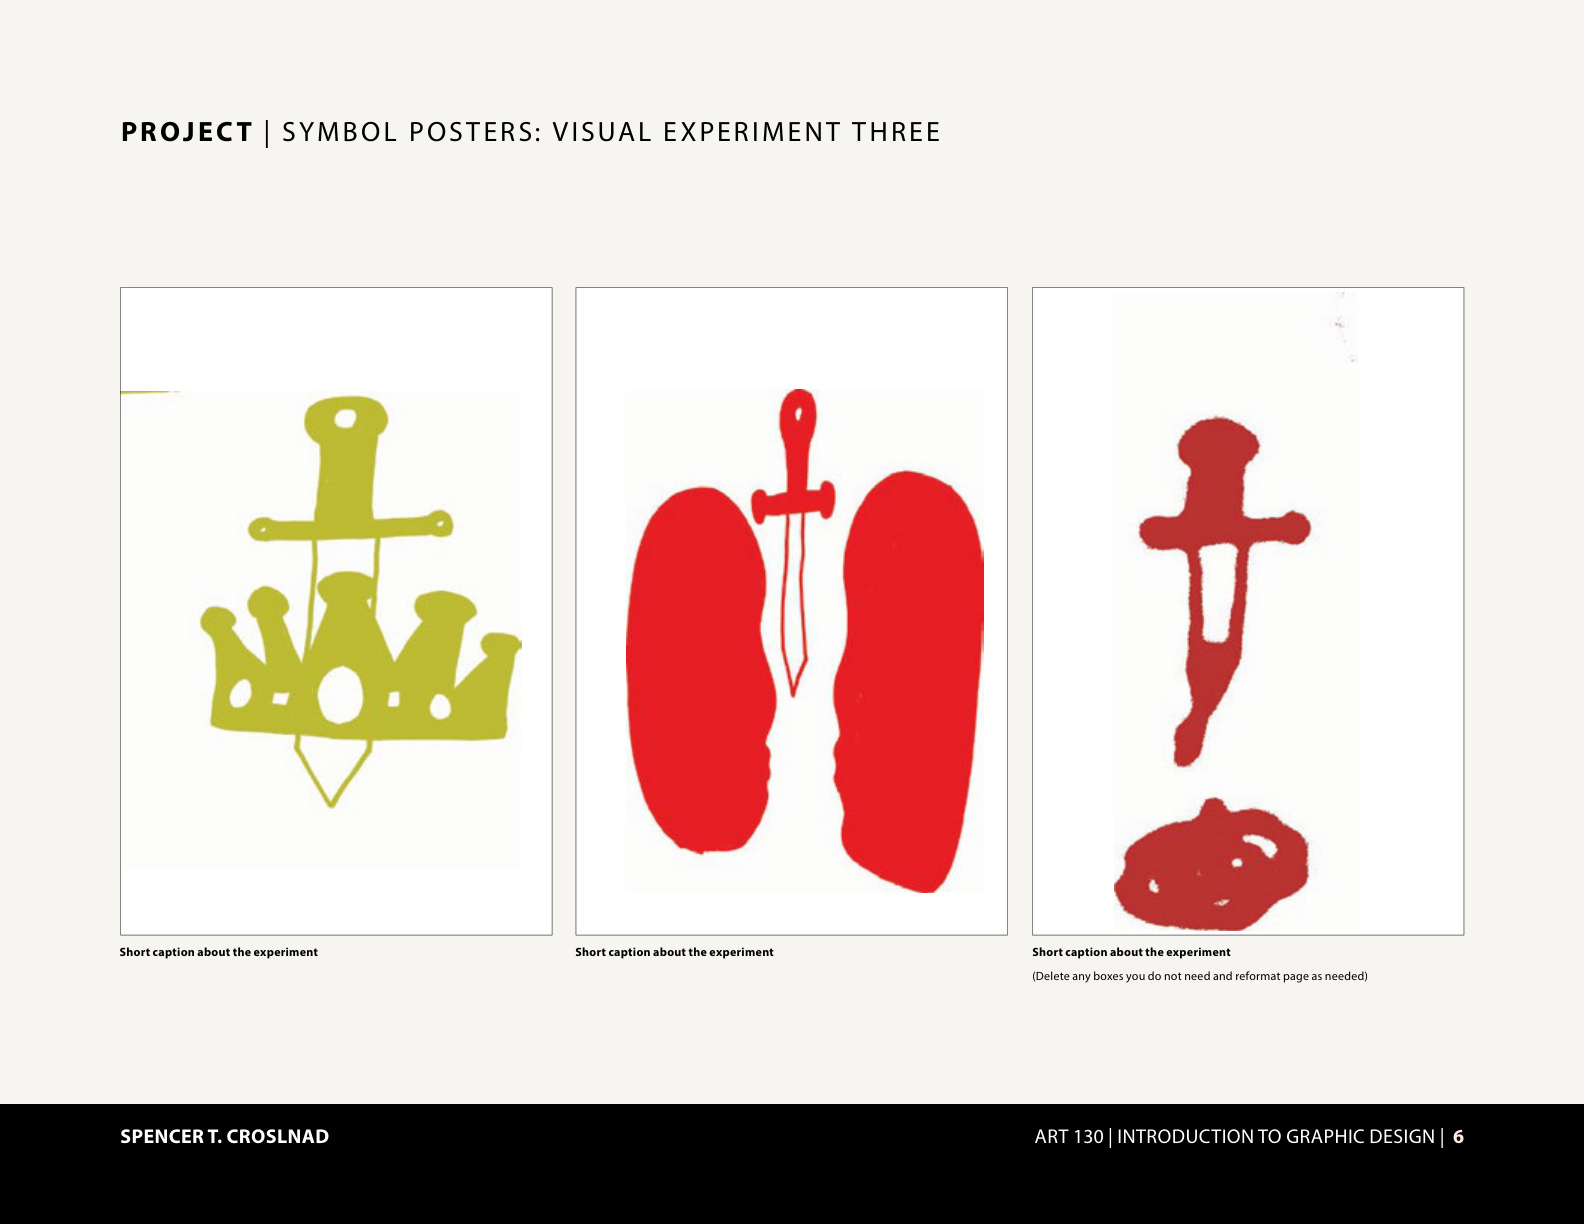 PROJECT | SYMBOL POSTERS: VISUAL EXPERIMENT THREE
Short caption about the experiment
Short caption about the experiment
Short caption about the experiment
(Delete any boxes you do not need and reformat page as needed)
SPENCER T. CROSLNAD
ART 130 | INTRODUCTION TO GRAPHIC DESIGN | 6